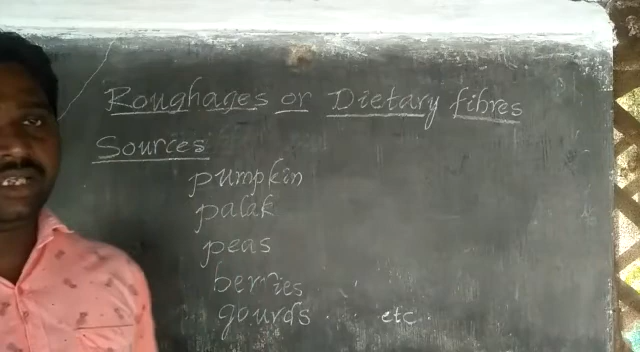 Roughages or Dietary fibres
Sources
pumpkin
palak
peas
berries
gourds .. etc.